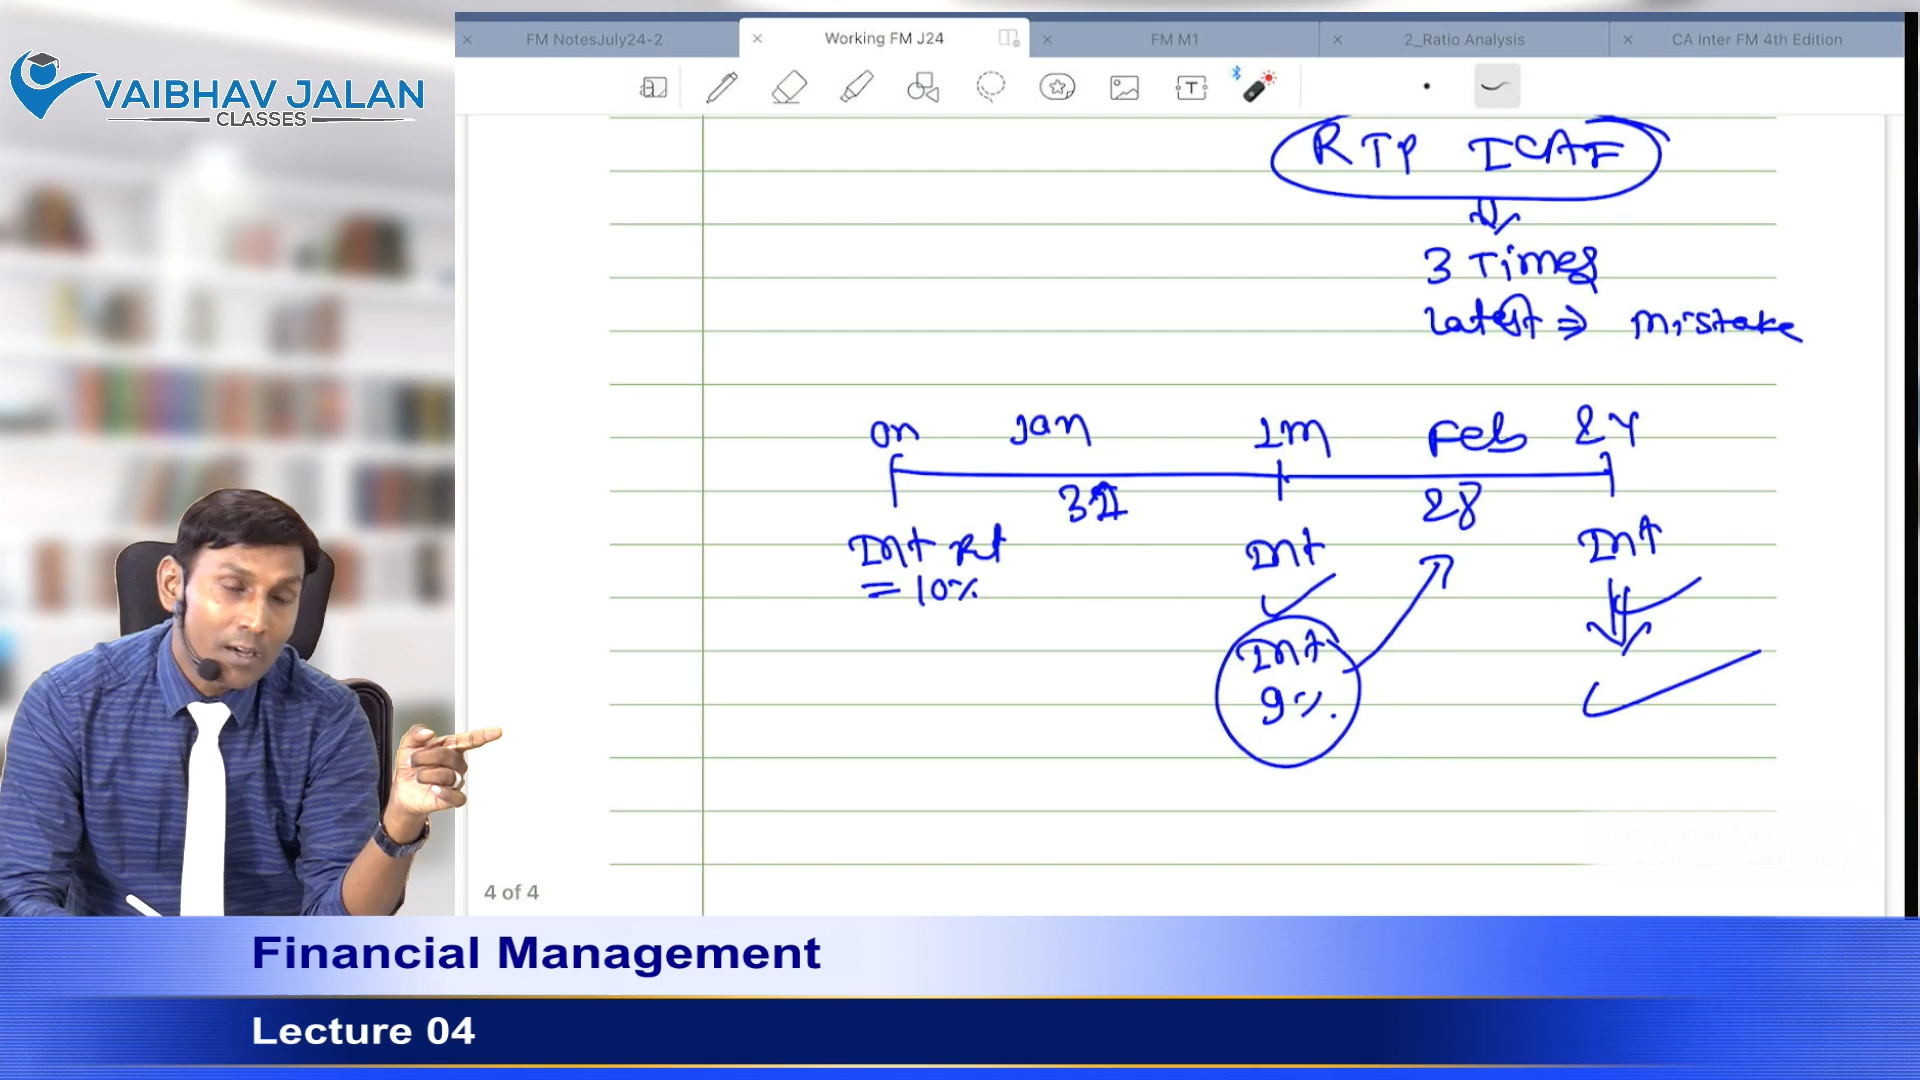 VAIBHAV JALAN
CLASSES
FM NotesJuly24-2
Working FM J24
FM M1
2_Ratio Analysis
CA Inter FM 4th Edition
RTP ICAI
3 Times
latest ⇒ mistake
on Jan 1m Feb 2y
31 28
Int Rt
= 10%
Int
Int
Int
9%.
4 of 4
Financial Management
Lecture 04